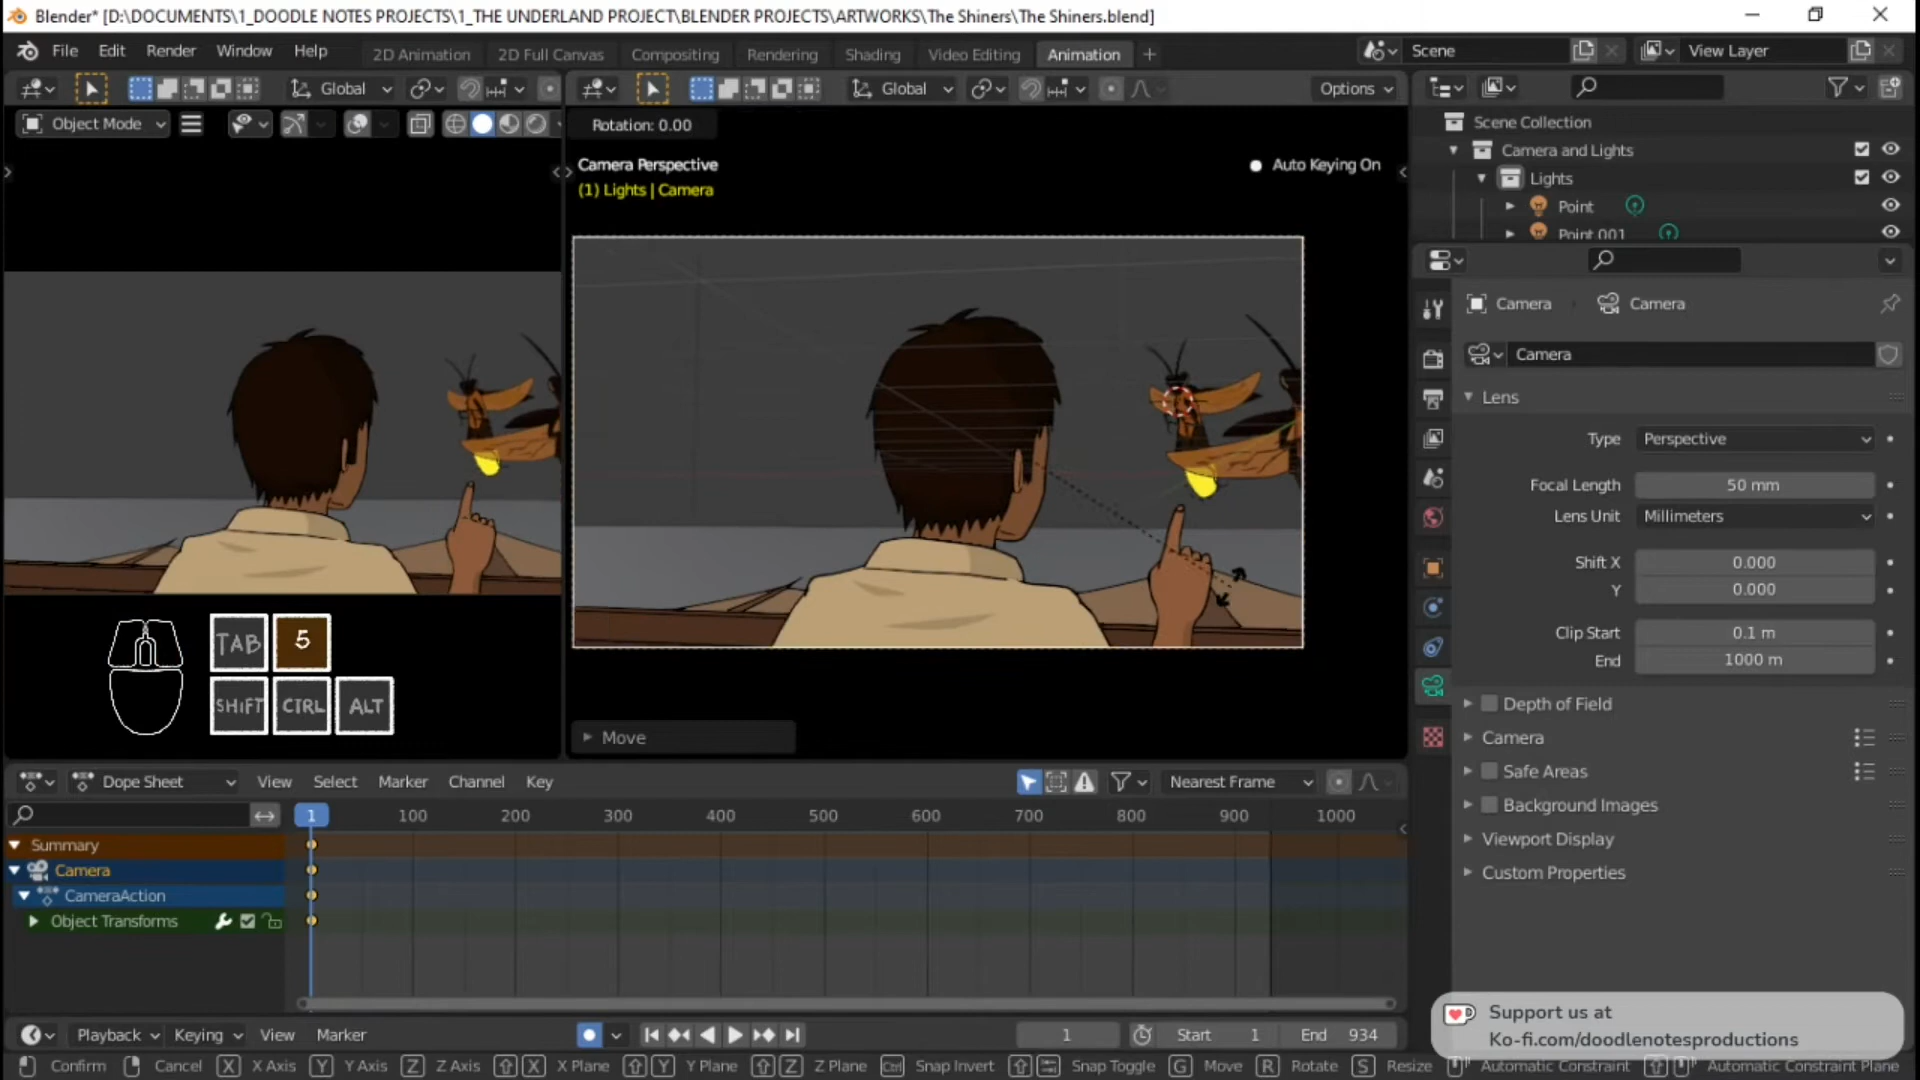 Blender* [D:\DOCUMENTS\1_DOODLE NOTES PROJECTS\1_THE UNDERLAND PROJECT\BLENDER PROJECTS\ARTWORKS\The Shiners\The Shiners.blend]
File Edit Render Window Help 2D Animation 2D Full Canvas Compositing Rendering Shading Video Editing Animation + Scene View Layer
Global Global Options
Object Mode Rotation: 0.00
Scene Collection
Camera and Lights
Lights
Point
Point.001
Camera Perspective
(1) Lights | Camera
Auto Keying On
Camera Camera
Camera
Lens
Type Perspective
Focal Length 50 mm
Lens Unit Millimeters
Shift X 0.000
Y 0.000
Clip Start 0.1 m
End 1000 m
Depth of Field
Camera
Safe Areas
Background Images
Viewport Display
Custom Properties
TAB 5
SHIFT CTRL ALT
Move
Dope Sheet View Select Marker Channel Key Nearest Frame
1 100 200 300 400 500 600 700 800 900 1000
Summary
Camera
CameraAction
Object Transforms
Playback Keying View Marker 1 Start 1 End 934
Support us at
Ko-fi.com/doodlenotesproductions
Confirm Cancel X X Axis Y Y Axis Z Z Axis X X Plane Y Y Plane Z Z Plane Ctrl Snap Invert Snap Toggle G Move R Rotate S Resize Automatic Constraint Automatic Constraint Plane